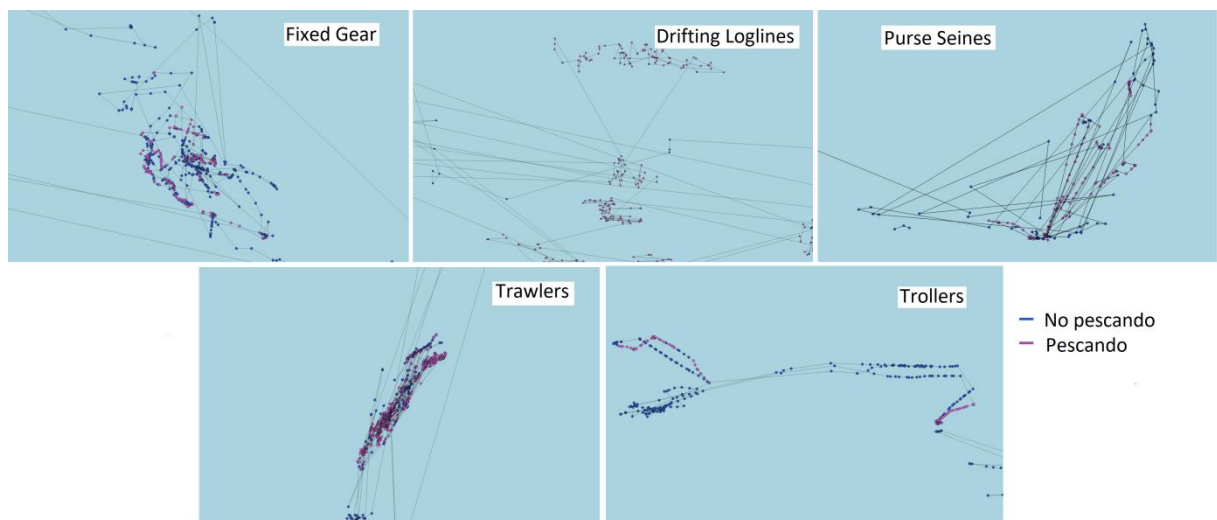 Fixed Gear
Drifting Loglines
Purse Seines
Trawlers
Trollers
No pescando
Pescando